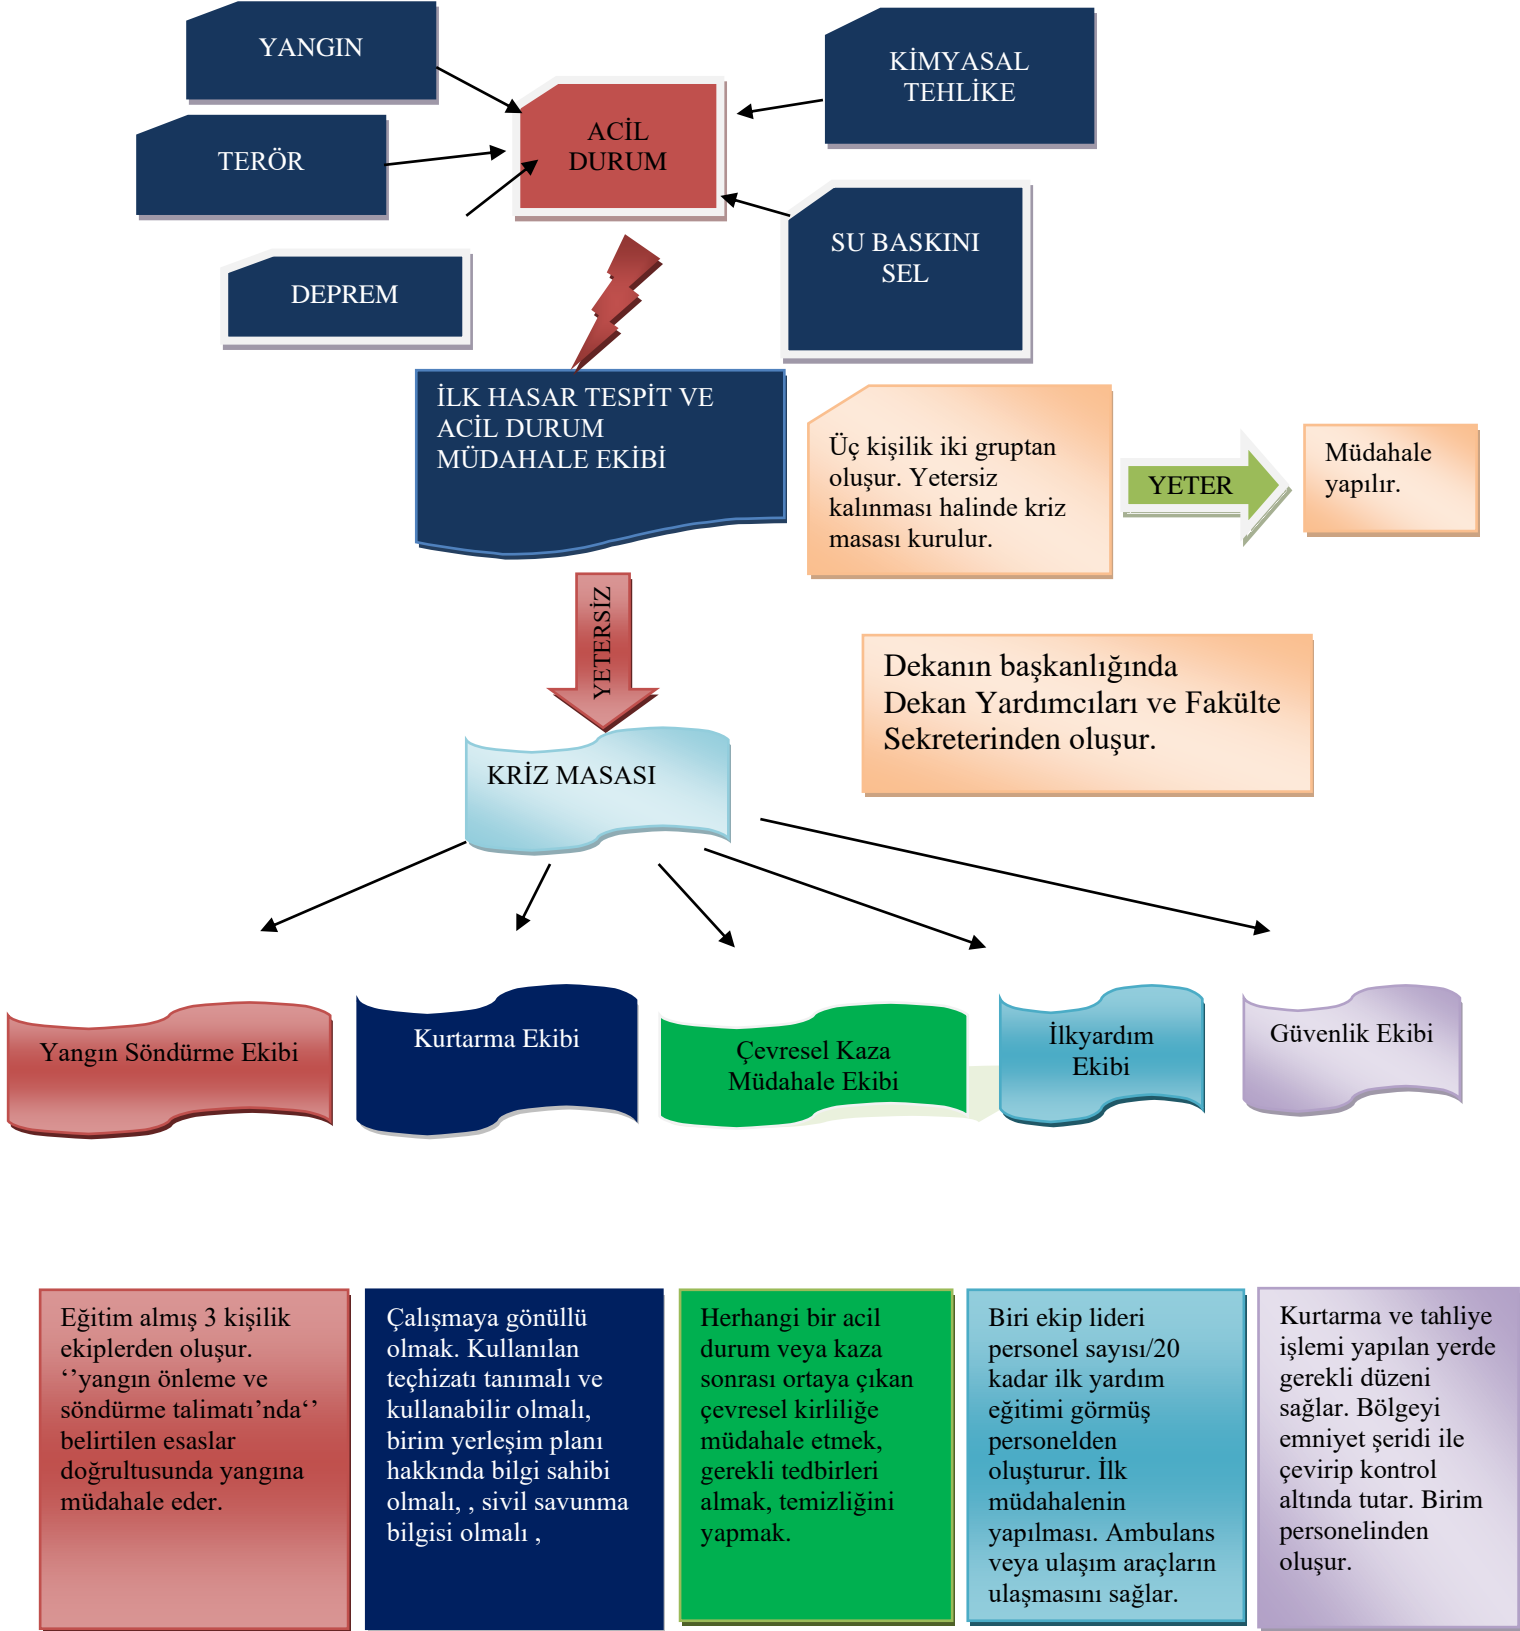 YANGIN
KİMYASAL
TEHLİKE
ACİL
DURUM
TERÖR
SU BASKINI
SEL
DEPREM
İLK HASAR TESPİT VE
ACİL DURUM
MÜDAHALE EKİBİ
Üç kişilik iki gruptan
oluşur. Yetersiz
kalınması halinde kriz
masası kurulur.
YETER
Müdahale
yapılır.
YETERSİZ
Dekanın başkanlığında
Dekan Yardımcıları ve Fakülte
Sekreterinden oluşur.
KRİZ MASASI
Yangın Söndürme Ekibi
Kurtarma Ekibi
Çevresel Kaza
Müdahale Ekibi
İlkyardım
Ekibi
Güvenlik Ekibi
Eğitim almış 3 kişilik
ekiplerden oluşur.
‘’yangın önleme ve
söndürme talimatı’nda‘’
belirtilen esaslar
doğrultusunda yangına
müdahale eder.
Çalışmaya gönüllü
olmak. Kullanılan
teçhizatı tanımalı ve
kullanabilir olmalı,
birim yerleşim planı
hakkında bilgi sahibi
olmalı, , sivil savunma
bilgisi olmalı ,
Herhangi bir acil
durum veya kaza
sonrası ortaya çıkan
çevresel kirliliğe
müdahale etmek,
gerekli tedbirleri
almak, temizliğini
yapmak.
Biri ekip lideri
personel sayısı/20
kadar ilk yardım
eğitimi görmüş
personelden
oluşturur. İlk
müdahalenin
yapılması. Ambulans
veya ulaşım araçların
ulaşmasını sağlar.
Kurtarma ve tahliye
işlemi yapılan yerde
gerekli düzeni
sağlar. Bölgeyi
emniyet şeridi ile
çevirip kontrol
altında tutar. Birim
personelinden
oluşur.